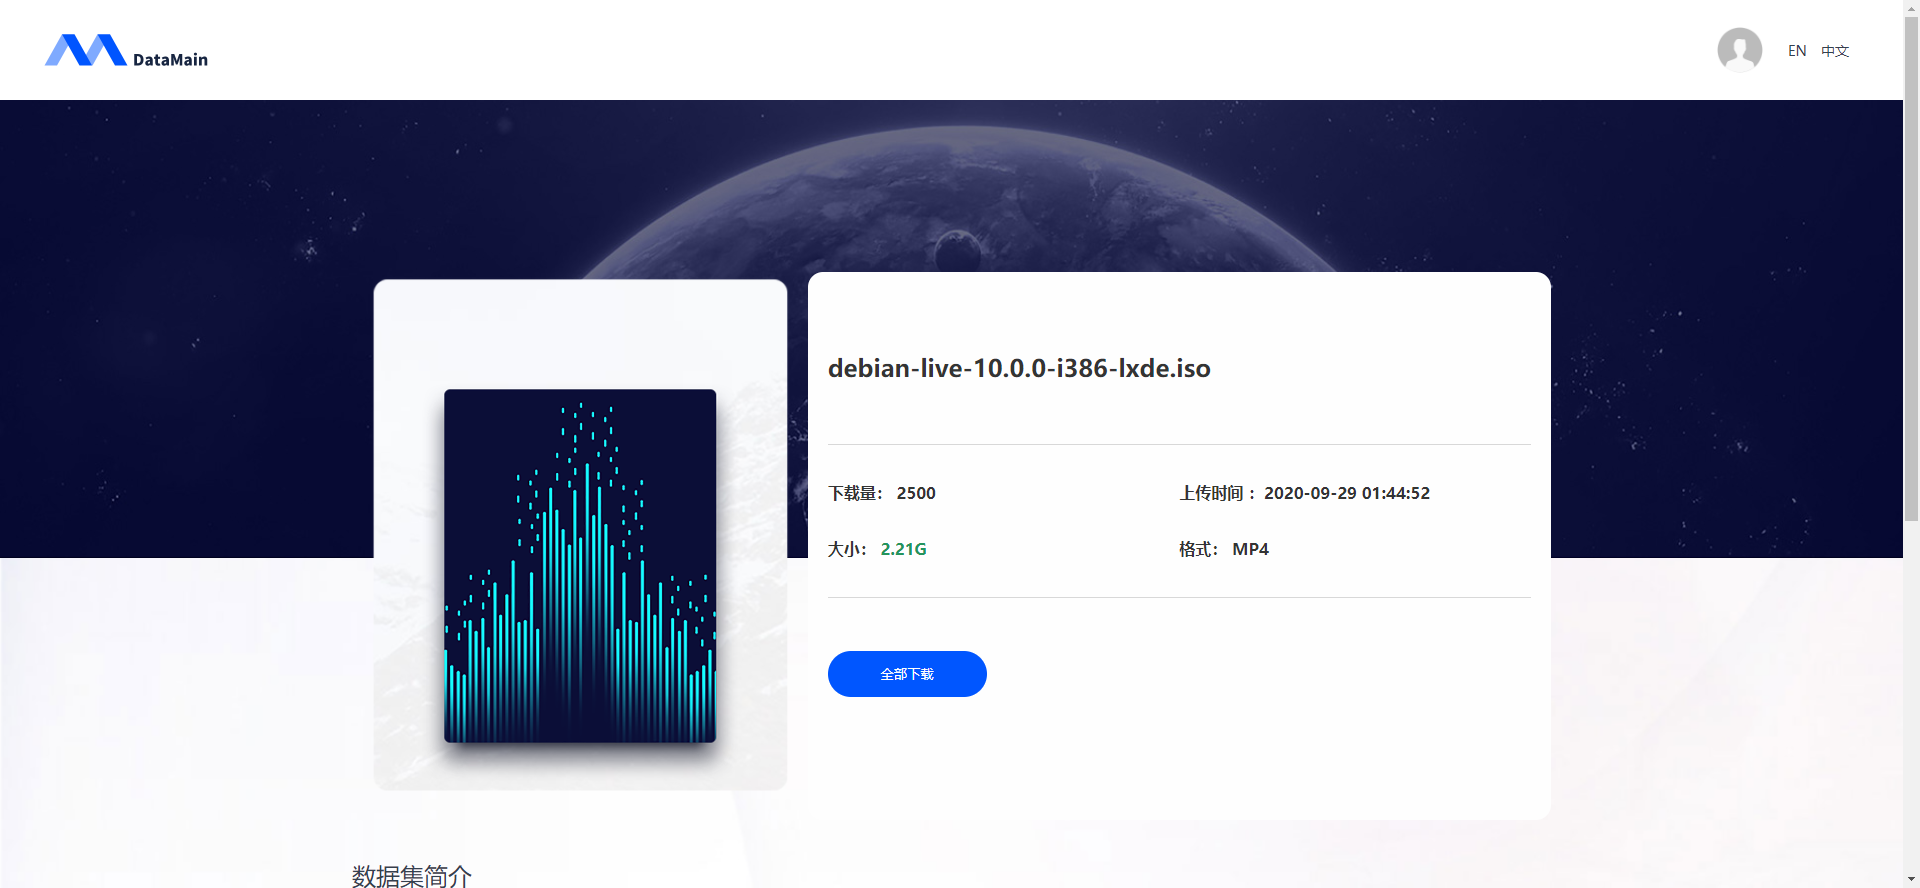 DataMain
EN 中文
debian-live-10.0.0-i386-lxde.iso
下载量： 2500
上传时间 ： 2020-09-29 01:44:52
大小： 2.21G
格式： MP4
全部下载
数据集简介